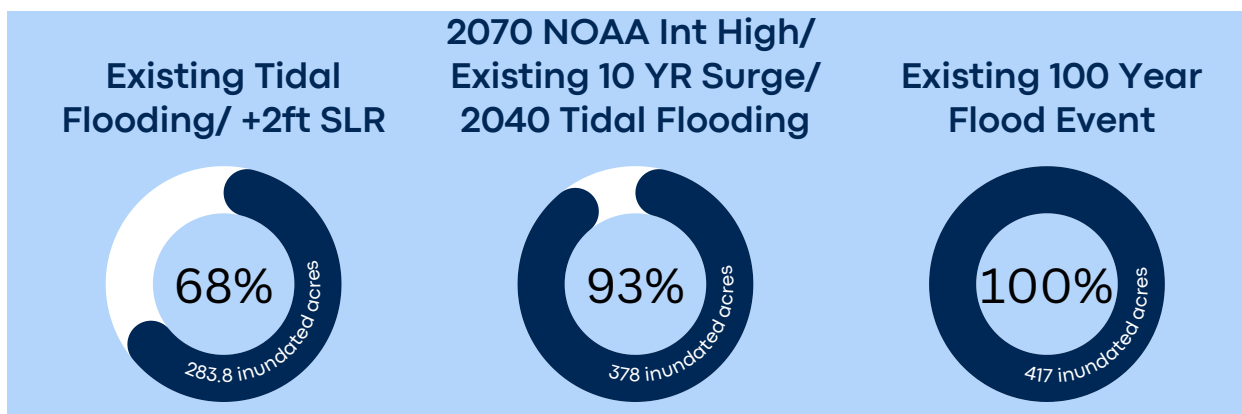 Existing Tidal
Flooding/ +2ft SLR
68%
283.8 inundated acres
2070 NOAA Int High/
Existing 10 YR Surge/
2040 Tidal Flooding
93%
378 inundated acres
Existing 100 Year
Flood Event
100%
417 inundated acres